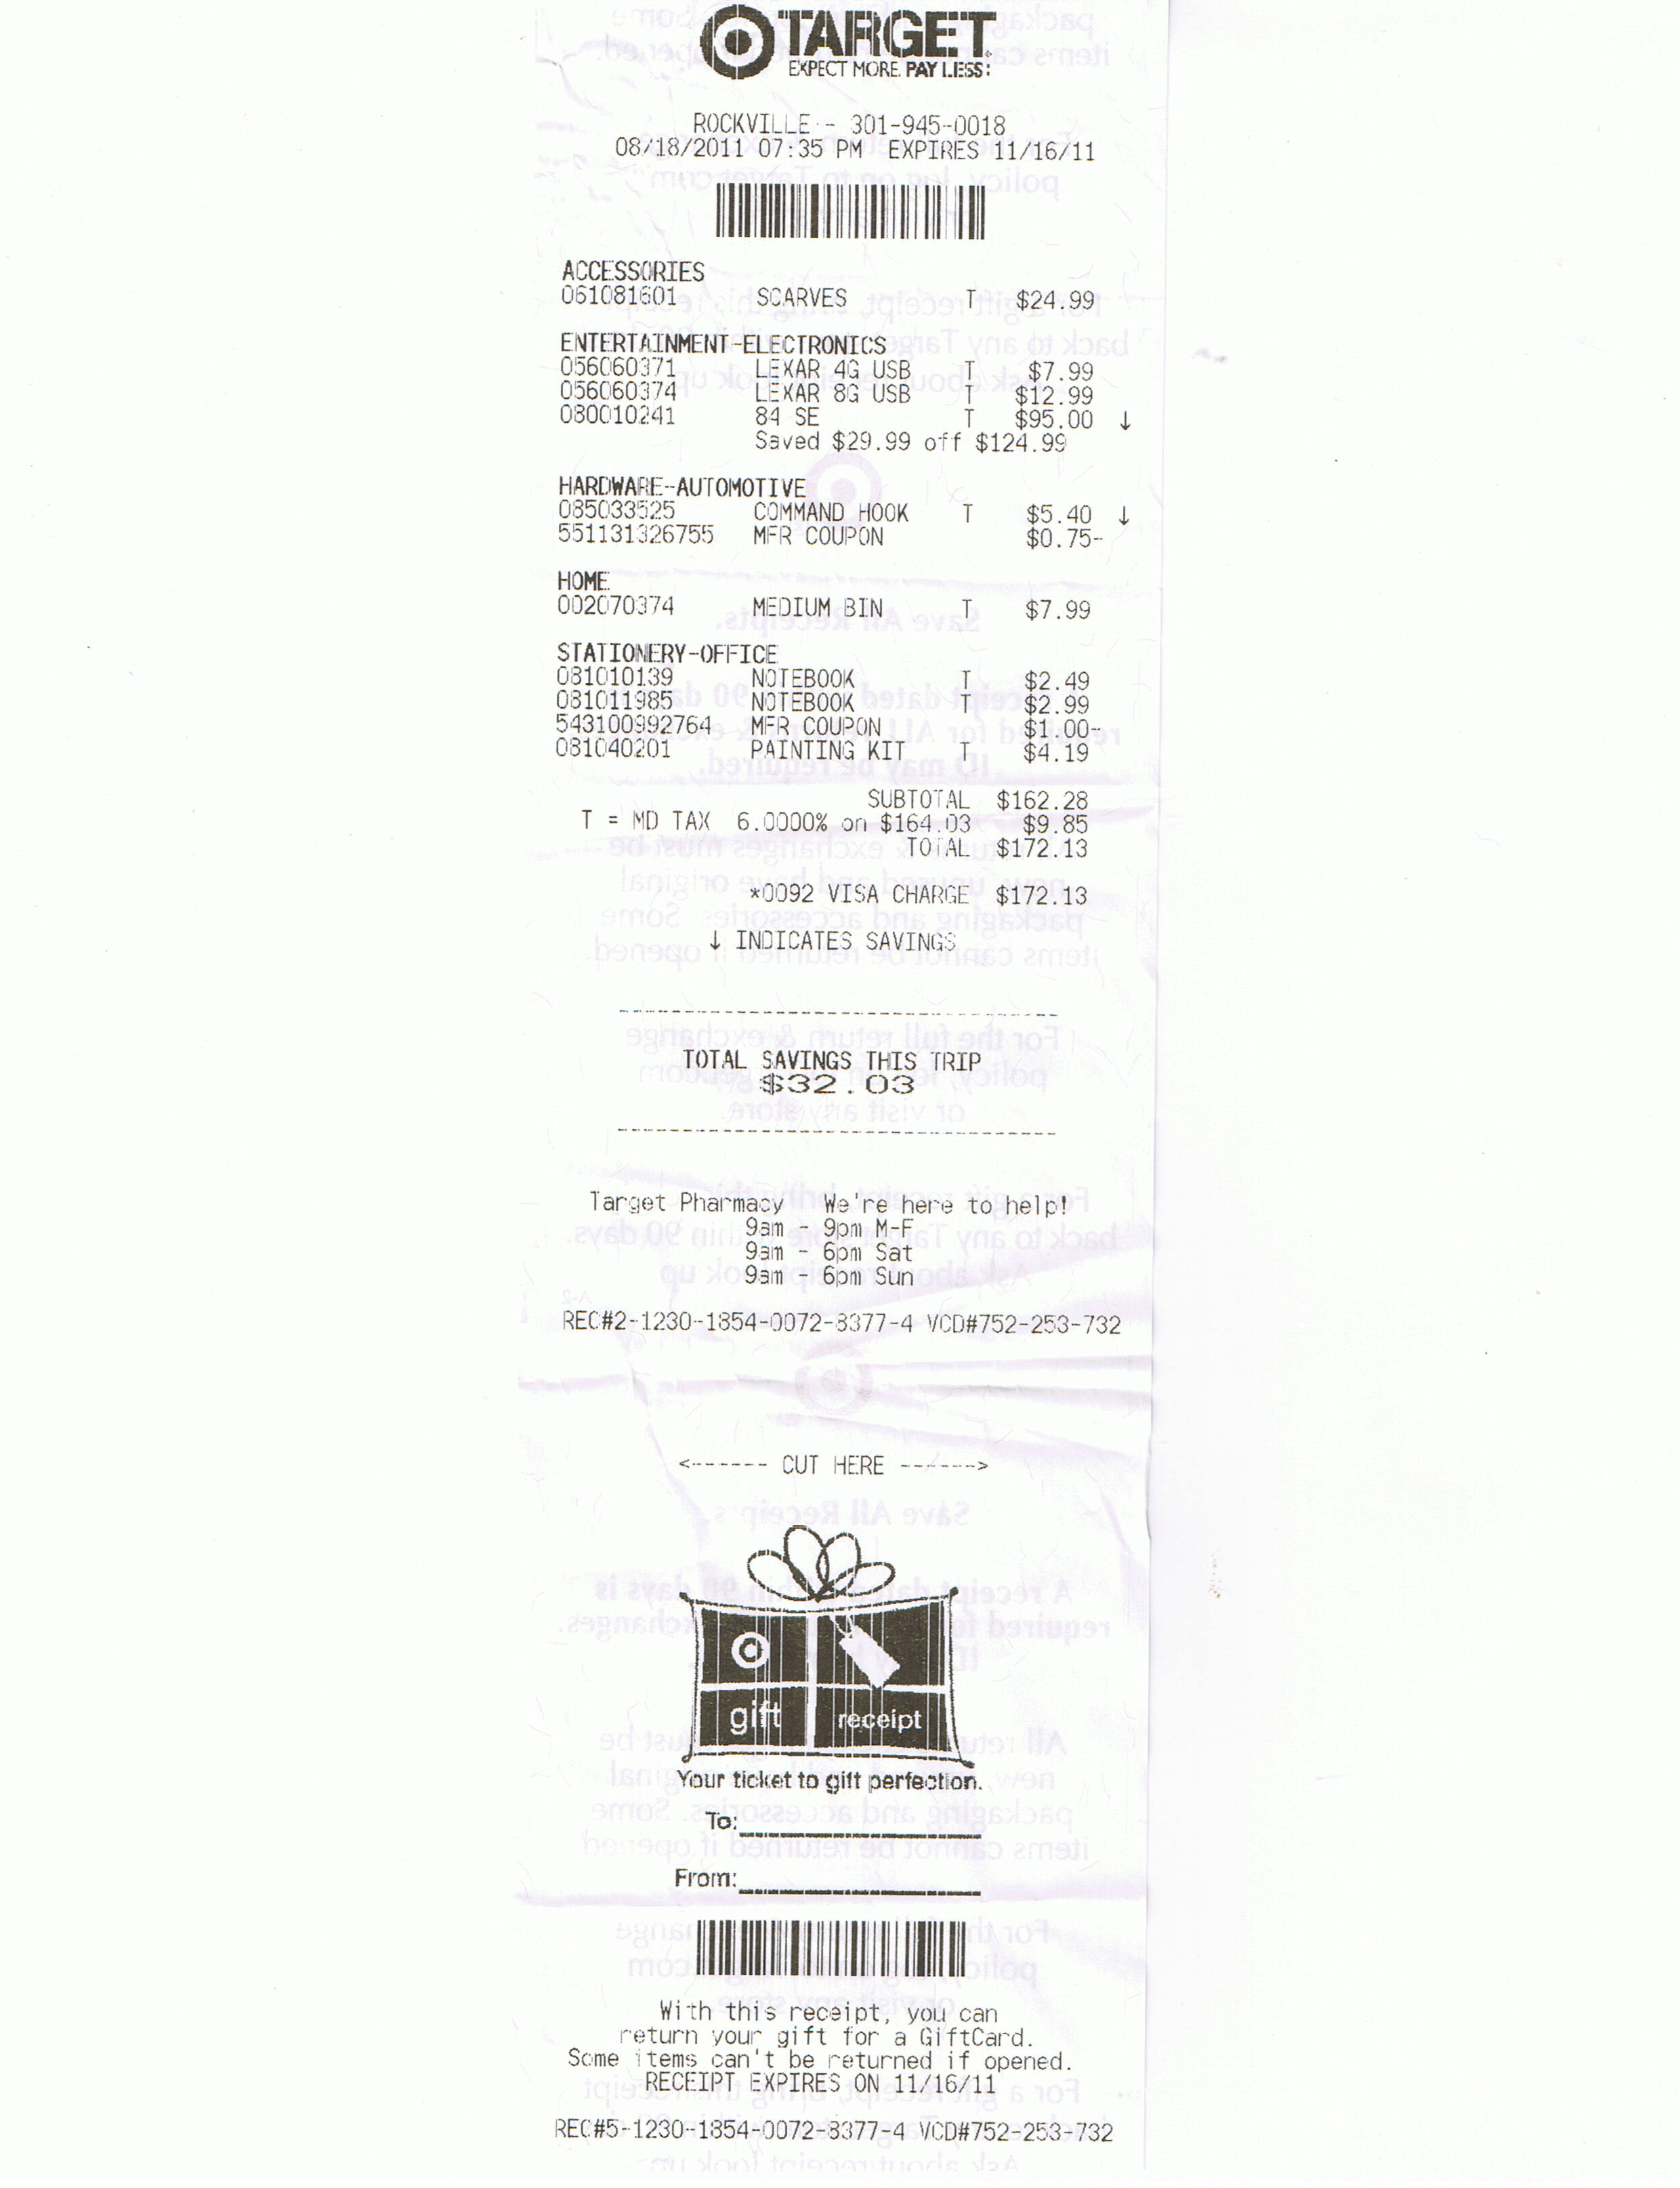 TARGET
EXPECT MORE. PAY LESS.
ROCKVILLE - 301-945-0018
08/18/2011 07:35 PM EXPIRES 11/16/11
ACCESSORIES
061081601 SCARVES T $24.99
ENTERTAINMENT-ELECTRONICS
056060371 LEXAR 4G USB T $7.99
056060374 LEXAR 8G USB T $12.99
080010241 84 SE T $95.00 ↓
Saved $29.99 off $124.99
HARDWARE-AUTOMOTIVE
085033525 COMMAND HOOK T $5.40 ↓
551131326755 MFR COUPON $0.75-
HOME
002070374 MEDIUM BIN T $7.99
STATIONERY-OFFICE
081010139 NOTEBOOK T $2.49
081011985 NOTEBOOK T $2.99
543100992764 MFR COUPON $1.00-
081040201 PAINTING KIT T $4.19
SUBTOTAL $162.28
T = MD TAX 6.0000% on $164.03 $9.85
TOTAL $172.13
*0092 VISA CHARGE $172.13
↓ INDICATES SAVINGS
TOTAL SAVINGS THIS TRIP
$32.03
Target Pharmacy We're here to help!
9am - 9pm M-F
9am - 6pm Sat
9am - 6pm Sun
REC#2-1230-1854-0072-8377-4 VCD#752-253-732
<------ CUT HERE ------>
gift receipt
Your ticket to gift perfection.
To:
From:
With this receipt, you can
return your gift for a GiftCard.
Some items can't be returned if opened.
RECEIPT EXPIRES ON 11/16/11
REC#5-1230-1854-0072-8377-4 VCD#752-253-732